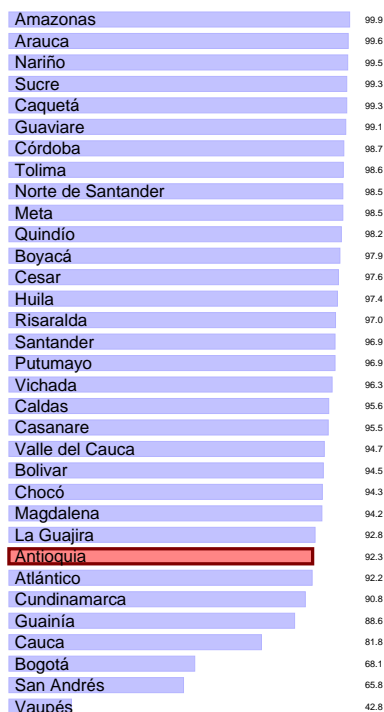 Amazonas 99.9
Arauca 99.6
Nariño 99.5
Sucre 99.3
Caquetá 99.3
Guaviare 99.1
Córdoba 98.7
Tolima 98.6
Norte de Santander 98.5
Meta 98.5
Quindío 98.2
Boyacá 97.9
Cesar 97.6
Huila 97.4
Risaralda 97.0
Santander 96.9
Putumayo 96.9
Vichada 96.3
Caldas 95.6
Casanare 95.5
Valle del Cauca 94.7
Bolivar 94.5
Chocó 94.3
Magdalena 94.2
La Guajira 92.8
Antioquia 92.3
Atlántico 92.2
Cundinamarca 90.8
Guainía 88.6
Cauca 81.8
Bogotá 68.1
San Andrés 65.8
Vaupés 42.8